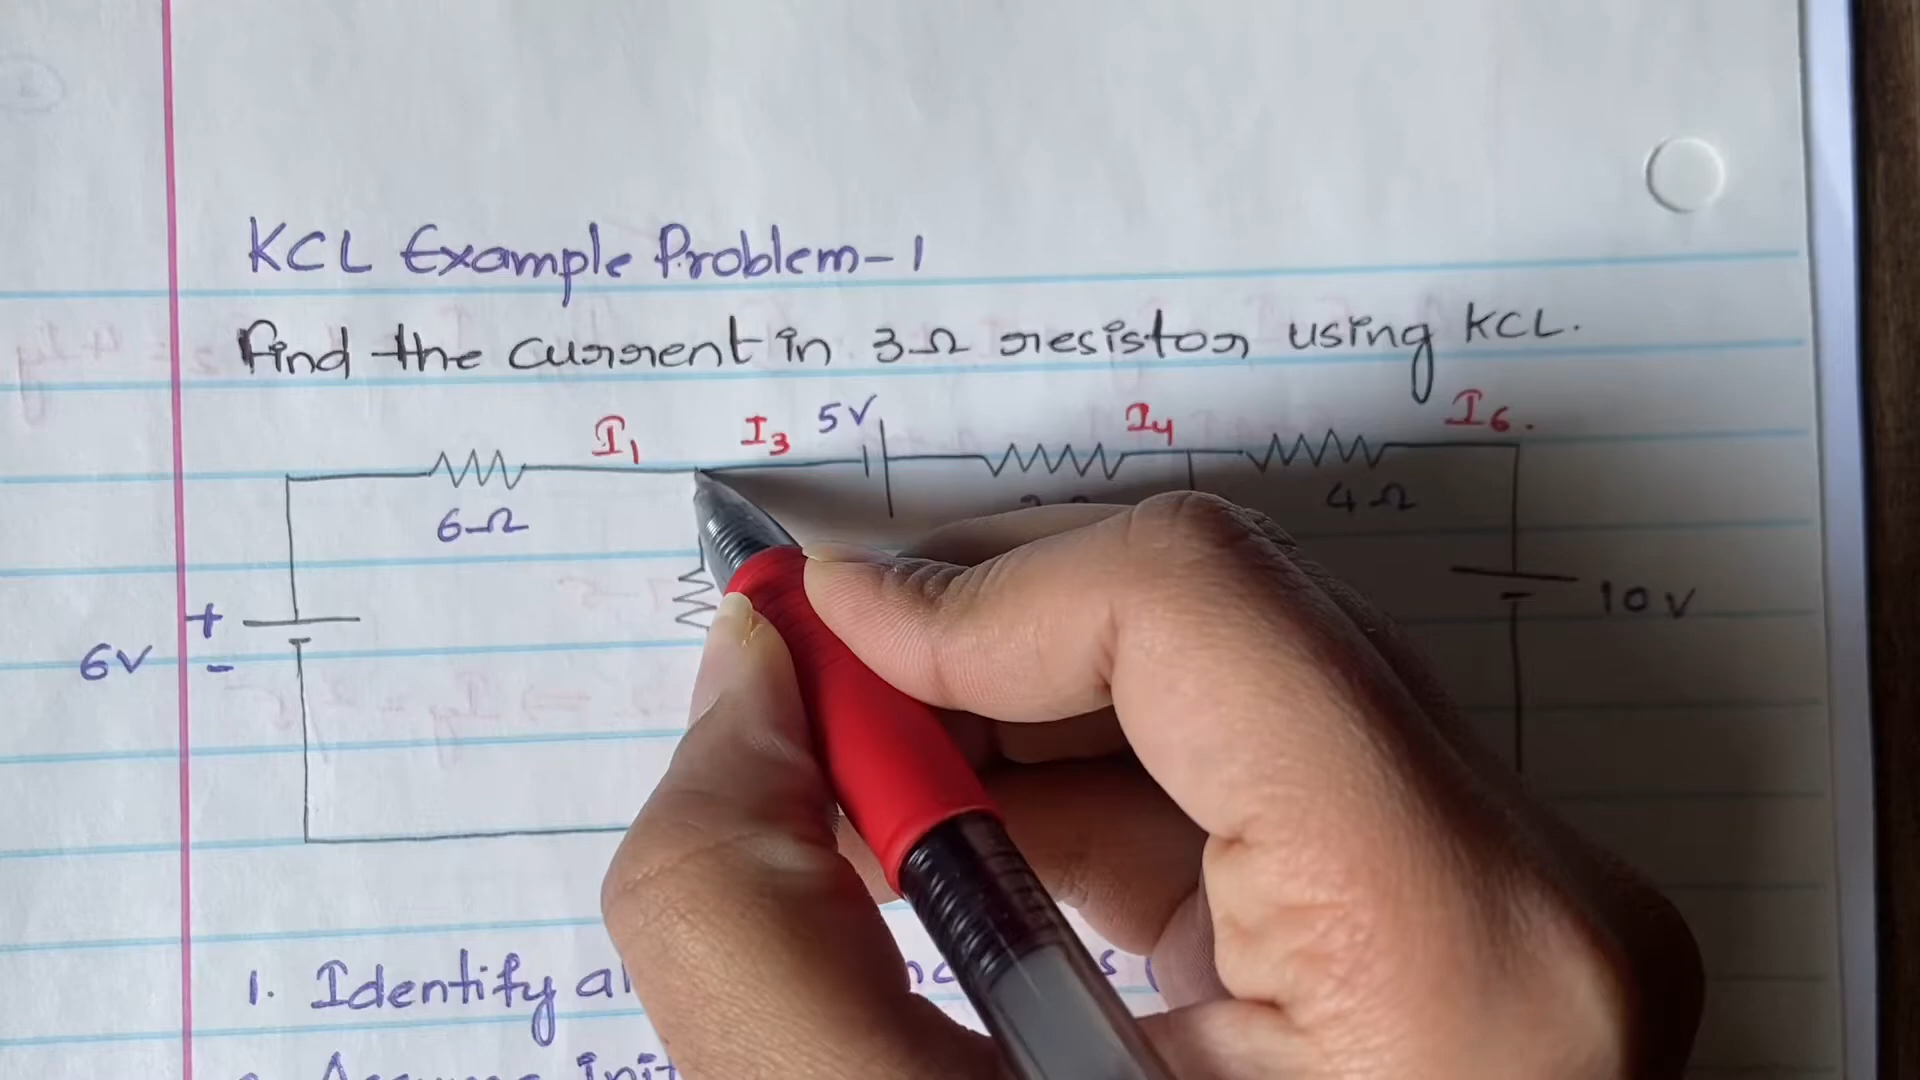 KCL Example Problem-1
Find the current in 3Ω resistor using KCL.
I1 I3 5V I4 I6.
6Ω 4Ω
+
6V
-
10V
1. Identify